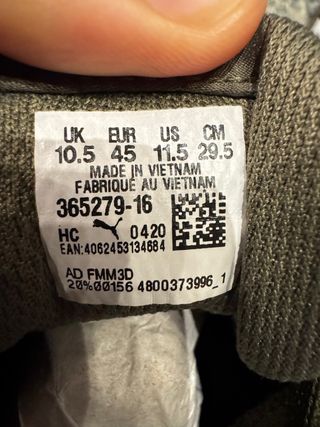 UK EUR US CM
10.5 45 11.5 29.5
MADE IN VIETNAM
FABRIQUÉ AU VIETNAM
365279-16
HC 0420
EAN:4062453134684
AD FMM3D
20%00156 4800373996_1